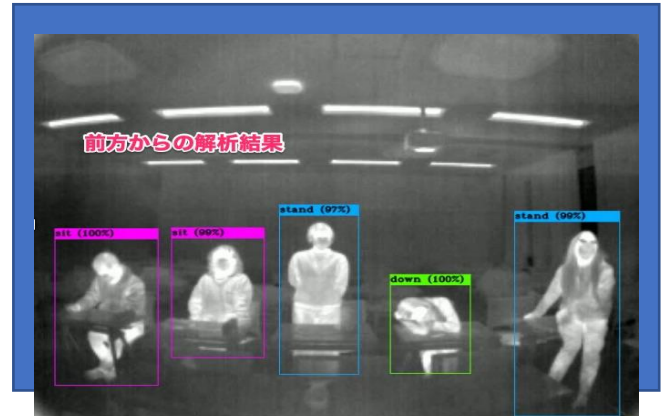 前方からの解析結果
stand (97%)
stand (99%)
sit (100%)
sit (99%)
down (100%)